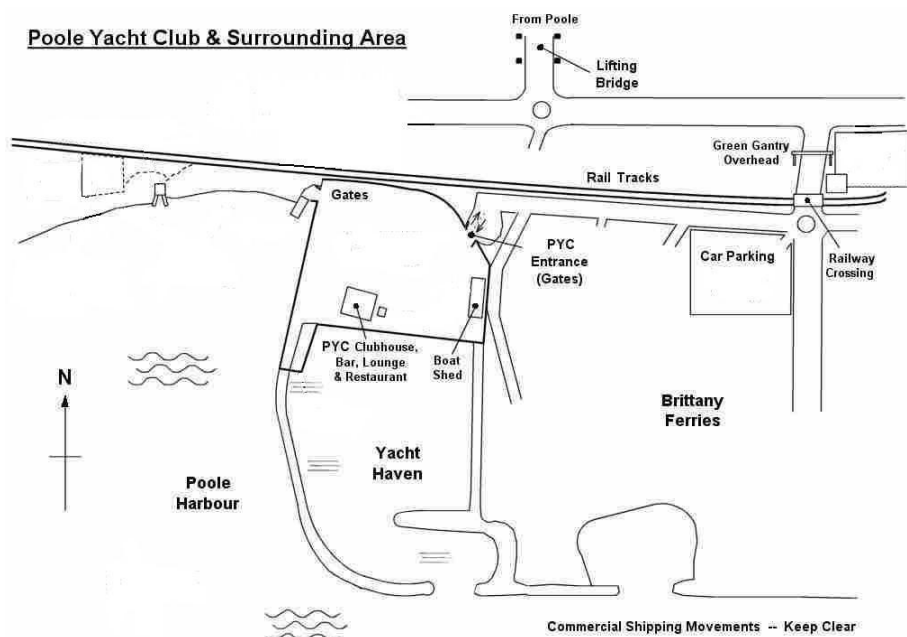 From Poole
Poole Yacht Club & Surrounding Area
Lifting
Bridge
Green Gantry
Overhead
Rail Tracks
Gates
PYC
Entrance
(Gates)
Car Parking
Railway
Crossing
PYC Clubhouse,
Bar, Lounge
& Restaurant
Boat
Shed
N
Brittany
Ferries
Yacht
Haven
Poole
Harbour
Commercial Shipping Movements -- Keep Clear